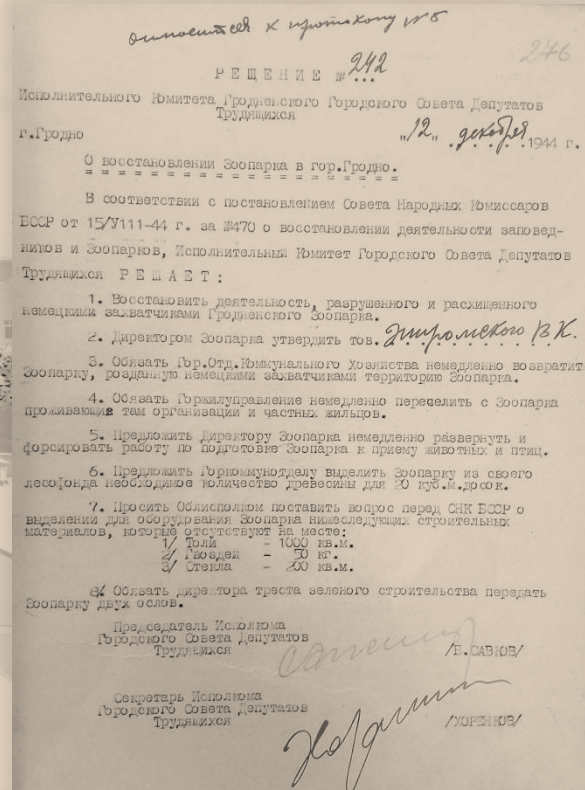 относится к протоколу №5
276
РЕШЕНИЕ № 242
Исполнительного Комитета Гродненского Городского Совета Депутатов
Трудящихся
г.Гродно „12„ декабря 1944 г.
О восстановлении Зоопарка в гор.Гродно.
В соответствии с постановлением Совета Народных Комиссаров
БССР от 15/У111-44 г. за №470 о восстановлении деятельности заповед-
ников и Зоопарков, Исполнительный Комитет Городского Совета Депутатов
Трудящихся РЕШАЕТ:
1. Восстановить деятельность, разрушенного и расхищенного
немецкими захватчиками Гродненского Зоопарка.
2. Директором Зоопарка утвердить тов. В.К.
3. Обязать Гор.Отд.Коммунального Хозяйства немедленно возвратит
Зоопарку, розданную немецкими захватчиками территорию Зоопарка.
4. Обязать Горжилуправление немедленно переселить с Зоопарка
проживающие там организации и частных жильцов.
5. Предложить Директору Зоопарка немедленно развернуть и
форсировать работу по подготовке Зоопарка к приему животных и птиц.
6. Предложить Горкоммунотделу выделить Зоопарку из своего
лесофонда необходимое количество древесины для 20 куб.м.досок.
7. Просить Облисполком поставить вопрос перед СНК БССР о
выделении для оборудования Зоопарка нижеследующих строительных
материалов, которые отсутствуют на месте:
1/ Толи - 1000 кв.м.
2/ Гвоздей - 50 кг.
3/ Стекла - 200 кв.м.
8/ Обязать директора треста зеленого строительства передать
Зоопарку двух ослов.
Председатель Исполкома
Городского Совета Депутатов
Трудящихся /В.САВКОВ/
Секретарь Исполкома
Городского Совета Депутатов
Трудящихся /ХОРЕНКОВ/